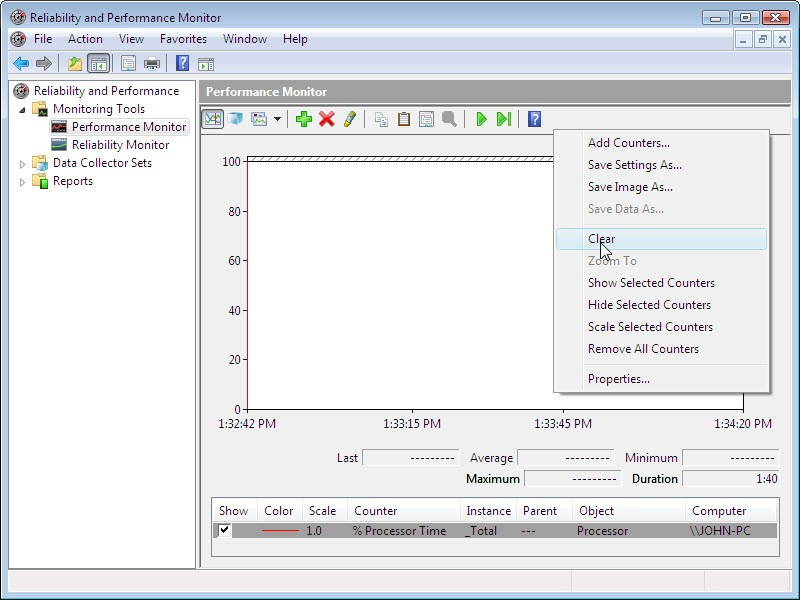 Reliability and Performance Monitor
File Action View Favorites Window Help
Reliability and Performance
Monitoring Tools
Performance Monitor
Reliability Monitor
Data Collector Sets
Reports
Performance Monitor
100
80
60
40
20
0
1:32:42 PM 1:33:15 PM 1:33:45 PM 1:34:20 PM
Add Counters...
Save Settings As...
Save Image As...
Save Data As...
Clear
Zoom To
Show Selected Counters
Hide Selected Counters
Scale Selected Counters
Remove All Counters
Properties...
Last --------- Average --------- Minimum ---------
Maximum --------- Duration 1:40
Show Color Scale Counter Instance Parent Object Computer
1.0 % Processor Time _Total --- Processor \\JOHN-PC